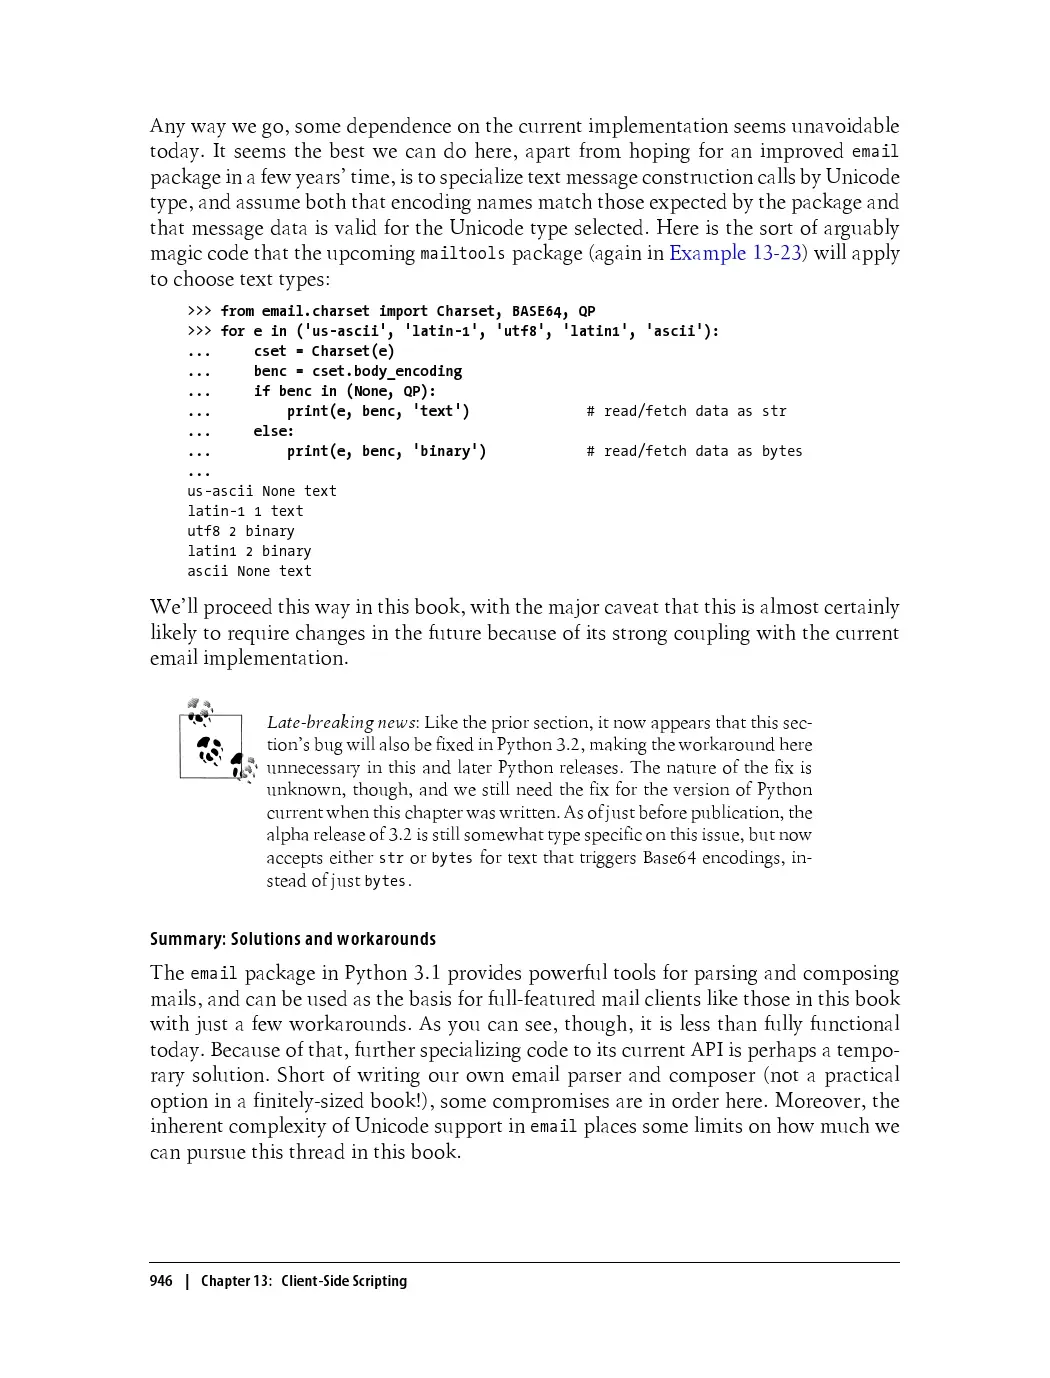 Any way we go, some dependence on the current implementation seems unavoidable
today. It seems the best we can do here, apart from hoping for an improved email
package in a few years’ time, is to specialize text message construction calls by Unicode
type, and assume both that encoding names match those expected by the package and
that message data is valid for the Unicode type selected. Here is the sort of arguably
magic code that the upcoming mailtools package (again in Example 13-23) will apply
to choose text types:
>>> from email.charset import Charset, BASE64, QP
>>> for e in ('us-ascii', 'latin-1', 'utf8', 'latin1', 'ascii'):
...     cset = Charset(e)
...     benc = cset.body_encoding
...     if benc in (None, QP):
...         print(e, benc, 'text')              # read/fetch data as str
...     else:
...         print(e, benc, 'binary')            # read/fetch data as bytes
...
us-ascii None text
latin-1 1 text
utf8 2 binary
latin1 2 binary
ascii None text
We’ll proceed this way in this book, with the major caveat that this is almost certainly
likely to require changes in the future because of its strong coupling with the current
email implementation.
Late-breaking news: Like the prior section, it now appears that this sec-
tion’s bug will also be fixed in Python 3.2, making the workaround here
unnecessary in this and later Python releases. The nature of the fix is
unknown, though, and we still need the fix for the version of Python
current when this chapter was written. As of just before publication, the
alpha release of 3.2 is still somewhat type specific on this issue, but now
accepts either str or bytes for text that triggers Base64 encodings, in-
stead of just bytes.
Summary: Solutions and workarounds
The email package in Python 3.1 provides powerful tools for parsing and composing
mails, and can be used as the basis for full-featured mail clients like those in this book
with just a few workarounds. As you can see, though, it is less than fully functional
today. Because of that, further specializing code to its current API is perhaps a tempo-
rary solution. Short of writing our own email parser and composer (not a practical
option in a finitely-sized book!), some compromises are in order here. Moreover, the
inherent complexity of Unicode support in email places some limits on how much we
can pursue this thread in this book.
946 | Chapter 13: Client-Side Scripting